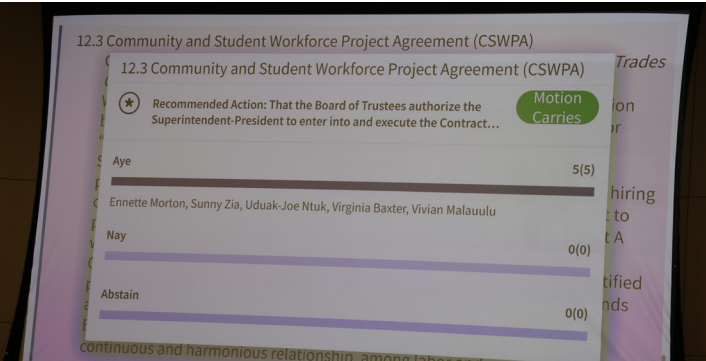 12.3 Community and Student Workforce Project Agreement (CSWPA)
Trades
12.3 Community and Student Workforce Project Agreement (CSWPA)
Recommended Action: That the Board of Trustees authorize the
Superintendent-President to enter into and execute the Contract...
Motion
Carries
Aye
5(5)
hiring
Ennette Morton, Sunny Zia, Uduak-Joe Ntuk, Virginia Baxter, Vivian Malauulu
to
Nay
0(0)
t A
tified
Abstain
0(0)
nds
continuous and harmonious relationship among labor